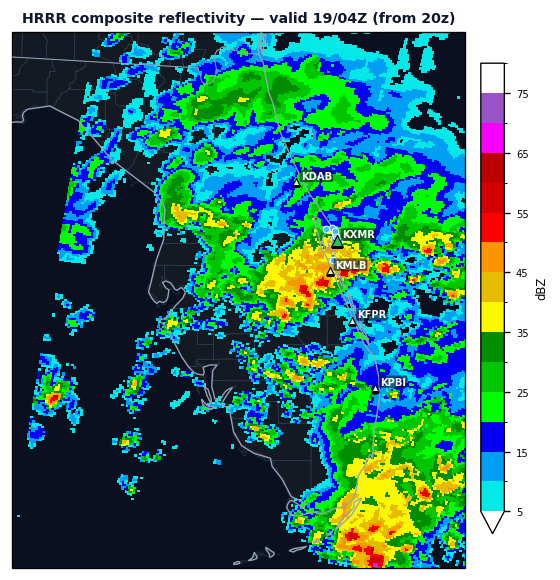 HRRR composite reflectivity — valid 19/04Z (from 20z)
KDAB
KXMR
KMLB
KFPR
KPBI
75
65
55
45
35
25
15
5
dBZ